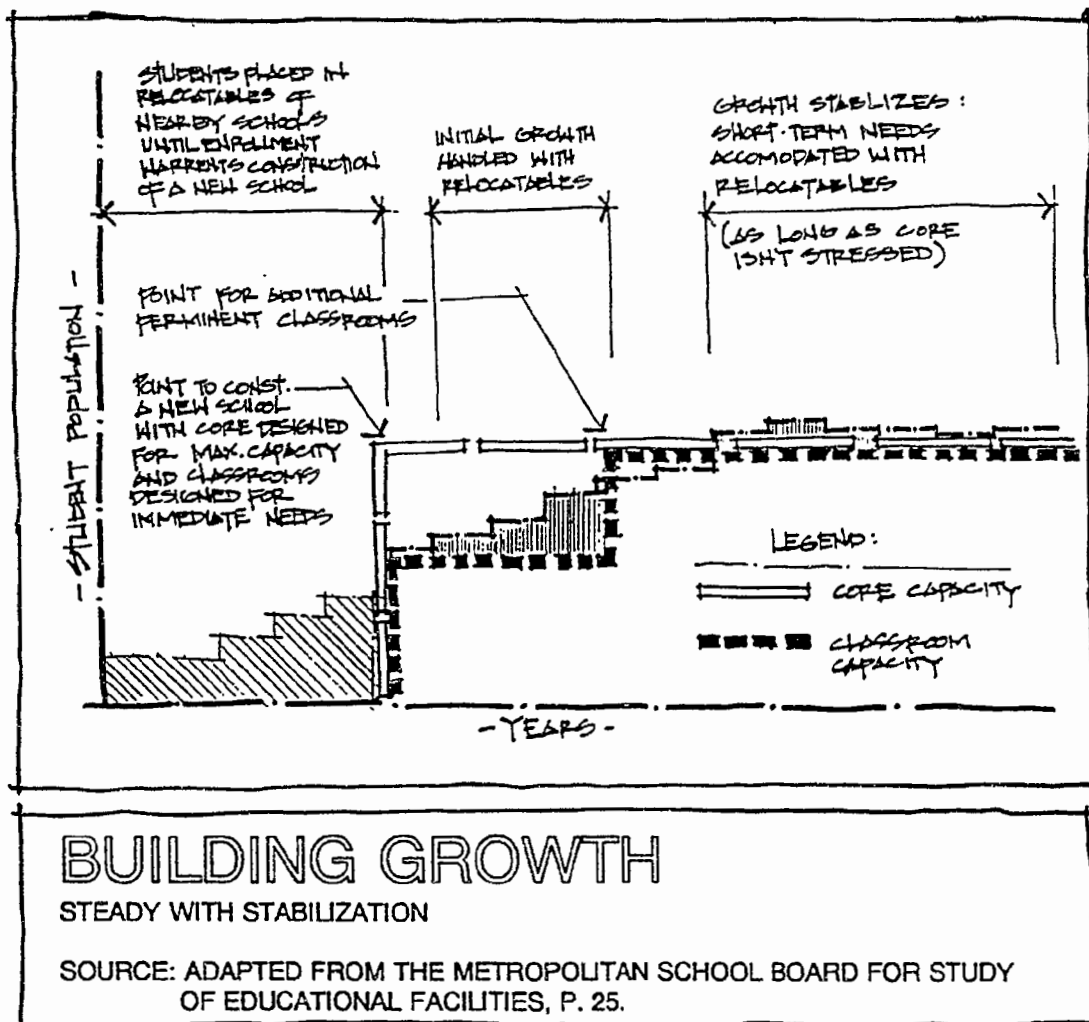 STUDENTS PLACED IN
RELOCATABLES OF
NEARBY SCHOOLS
UNTIL ENROLLMENT
WARRENTS CONSTRUCTION
OF A NEW SCHOOL
INITIAL GROWTH
HANDLED WITH
RELOCATABLES
GROWTH STABLIZES :
SHORT-TERM NEEDS
ACCOMODATED WITH
RELOCATABLES
(AS LONG AS CORE
ISN'T STRESSED)
POINT FOR ADDITIONAL
PERMINENT CLASSROOMS
POINT TO CONST.
A NEW SCHOOL
WITH CORE DESIGNED
FOR MAX. CAPACITY
AND CLASSROOMS
DESIGNED FOR
IMMEDIATE NEEDS
- STUDENT POPULATION -
LEGEND:
CORE CAPACITY
CLASSROOM
CAPACITY
- YEARS -
BUILDING GROWTH
STEADY WITH STABILIZATION
SOURCE: ADAPTED FROM THE METROPOLITAN SCHOOL BOARD FOR STUDY
OF EDUCATIONAL FACILITIES, P. 25.